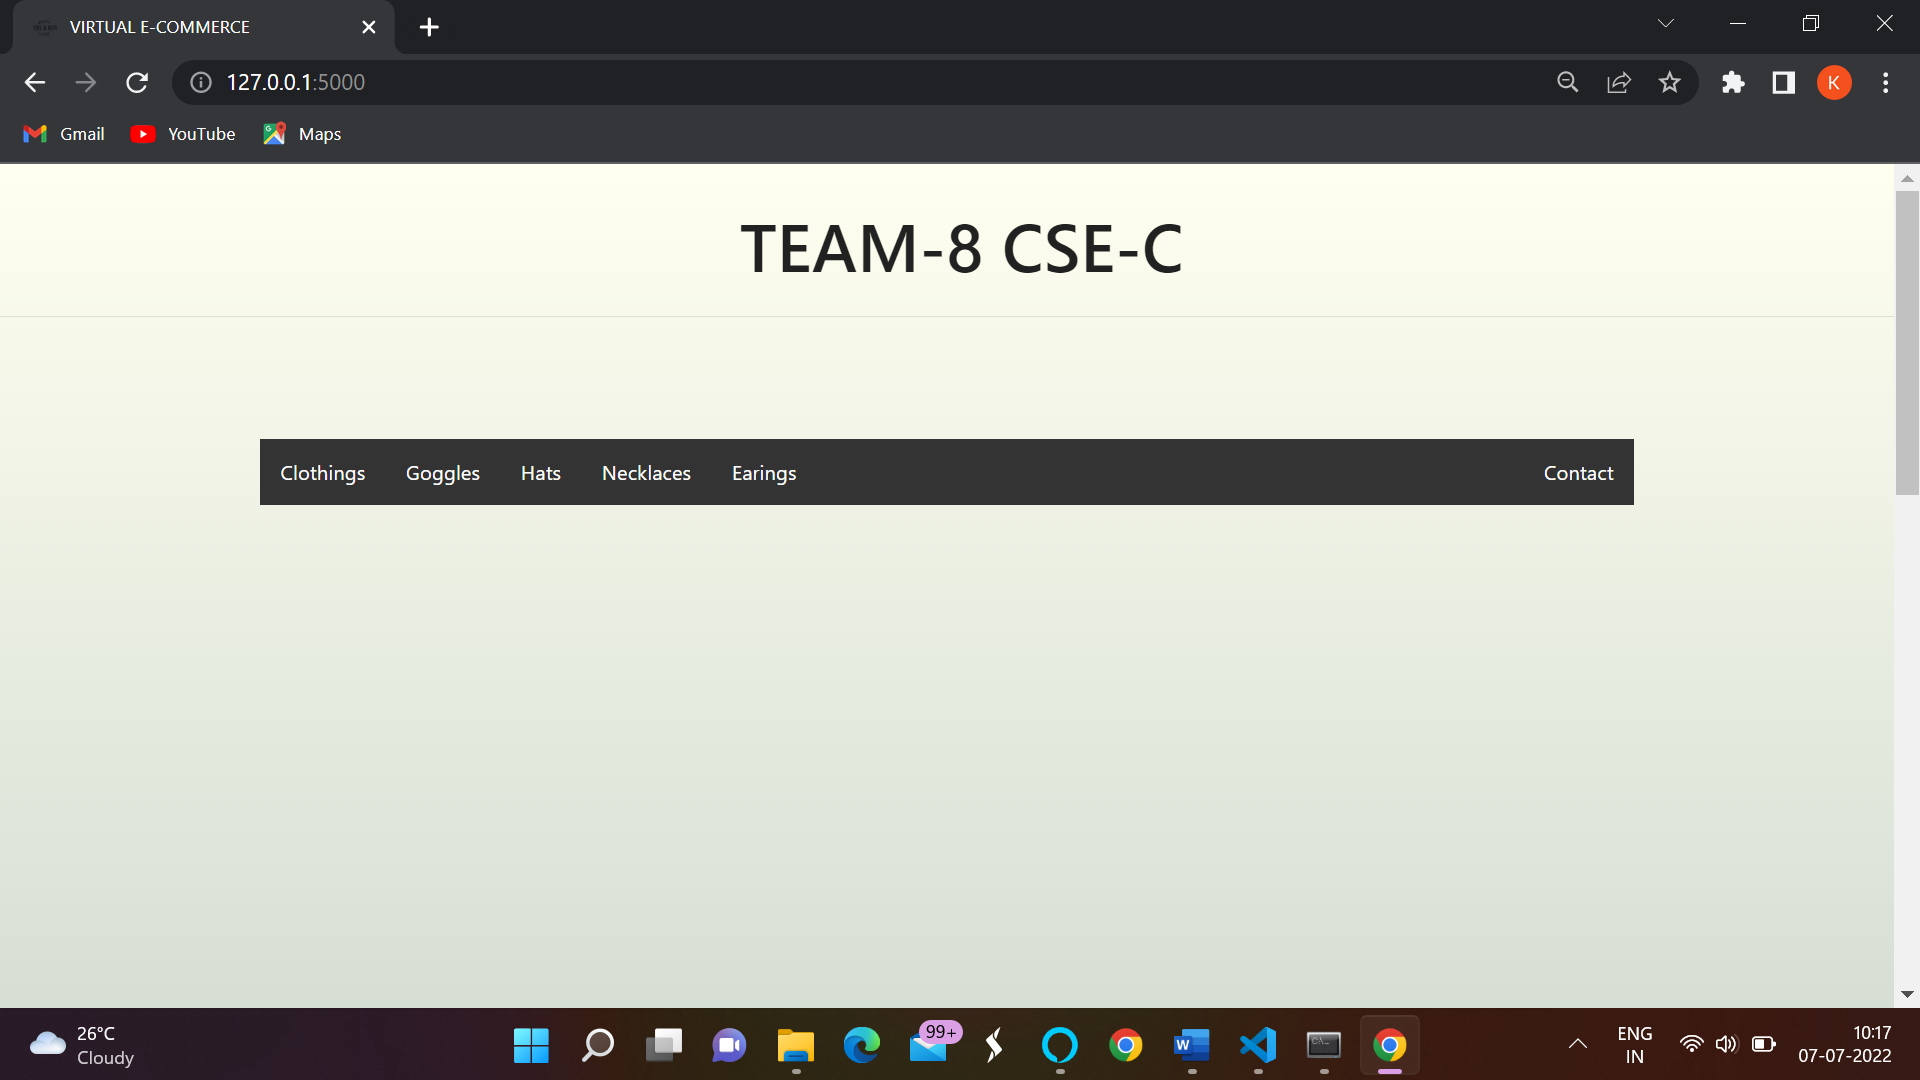 VIRTUAL E-COMMERCE
127.0.0.1:5000
K
Gmail YouTube Maps
TEAM-8 CSE-C
Clothings Goggles Hats Necklaces Earings Contact
26°C
Cloudy
99+
W
ENG
IN
10:17
07-07-2022